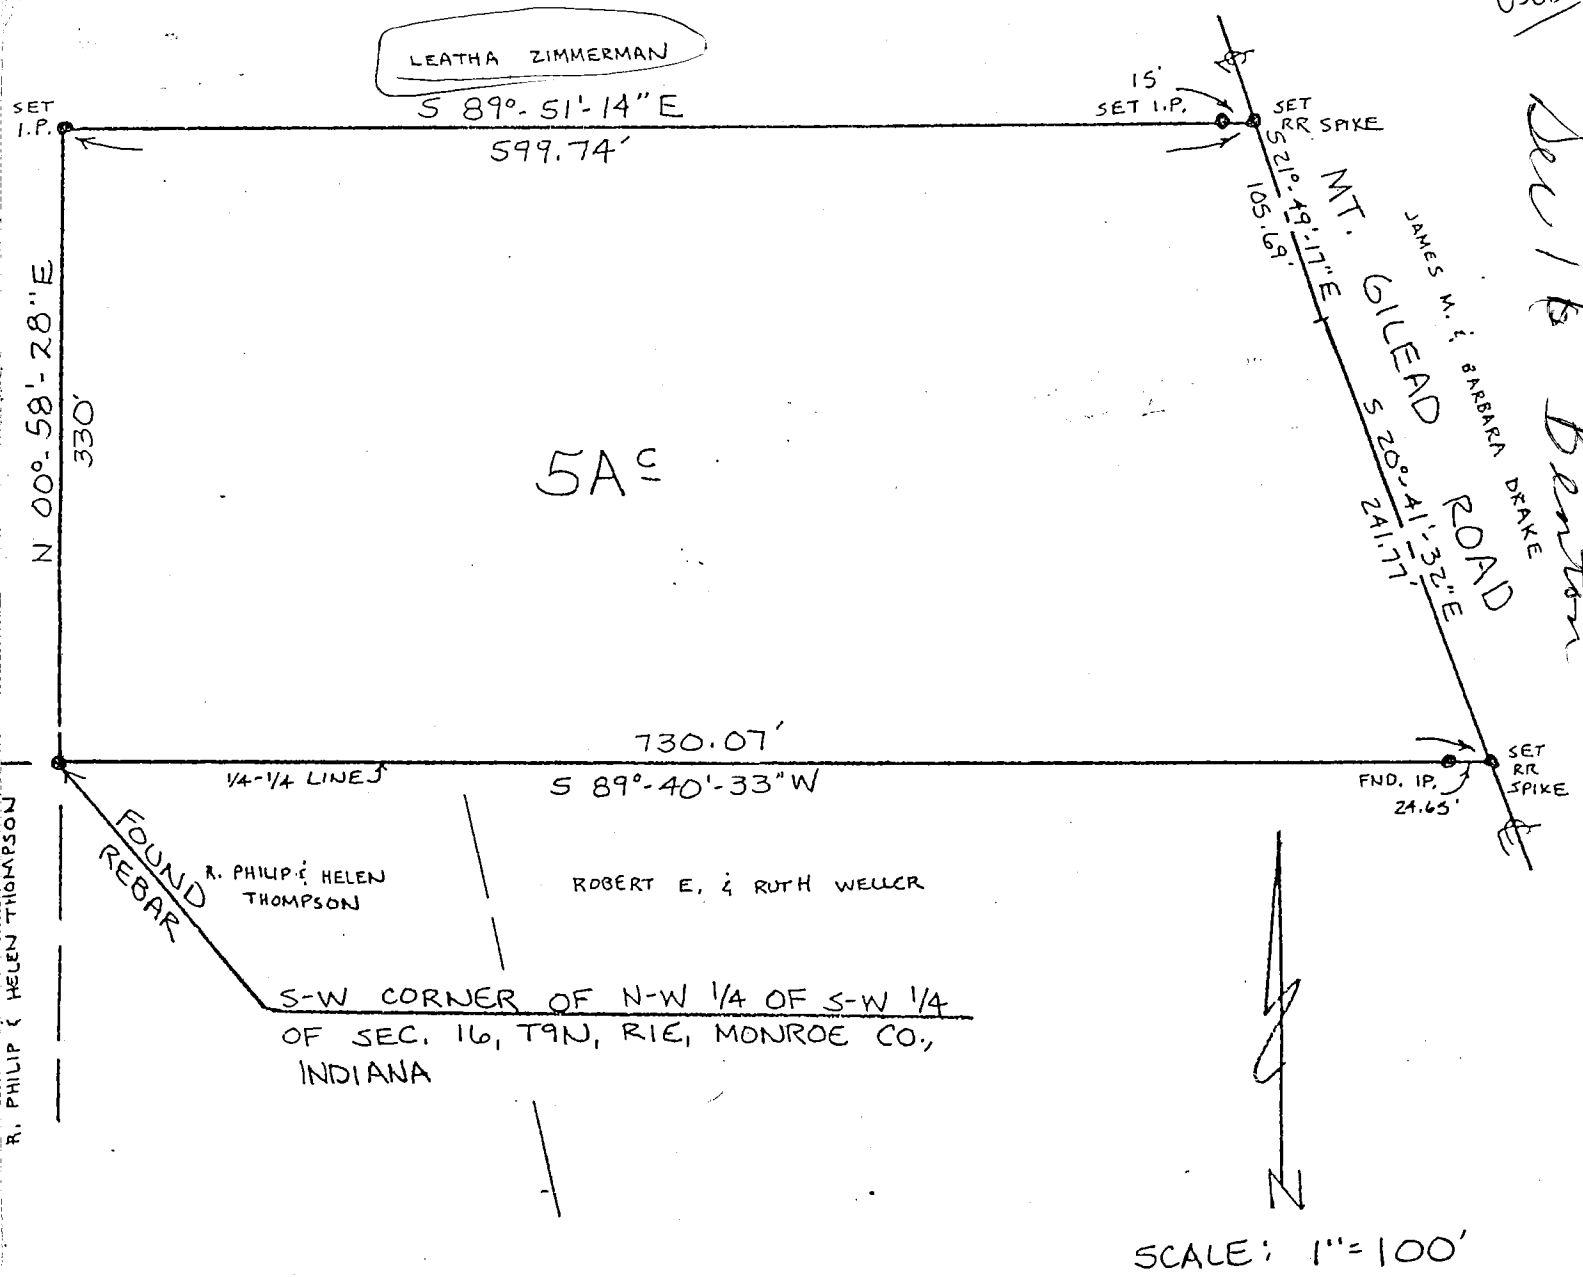 LEATHA ZIMMERMAN
S 89°-51'-14" E
599.74'
SET
I.P.
15'
SET I.P.
SET
RR SPIKE
S 21°-49'-17" E
105.69'
MT. GILEAD ROAD
JAMES M. & BARBARA DRAKE
S 20°-41'-32" E
241.77'
Benton
N 00°-58'-28" E
330'
5 Ac
730.07'
1/4-1/4 LINE
S 89°-40'-33" W
FND. IP.
24.65'
SET
RR
SPIKE
FOUND
REBAR
R. PHILIP & HELEN
THOMPSON
ROBERT E. & RUTH WELLER
R. PHILIP & HELEN THOMPSON
S-W CORNER OF N-W 1/4 OF S-W 1/4
OF SEC. 16, T9N, R1E, MONROE CO.,
INDIANA
N
SCALE: 1"=100'